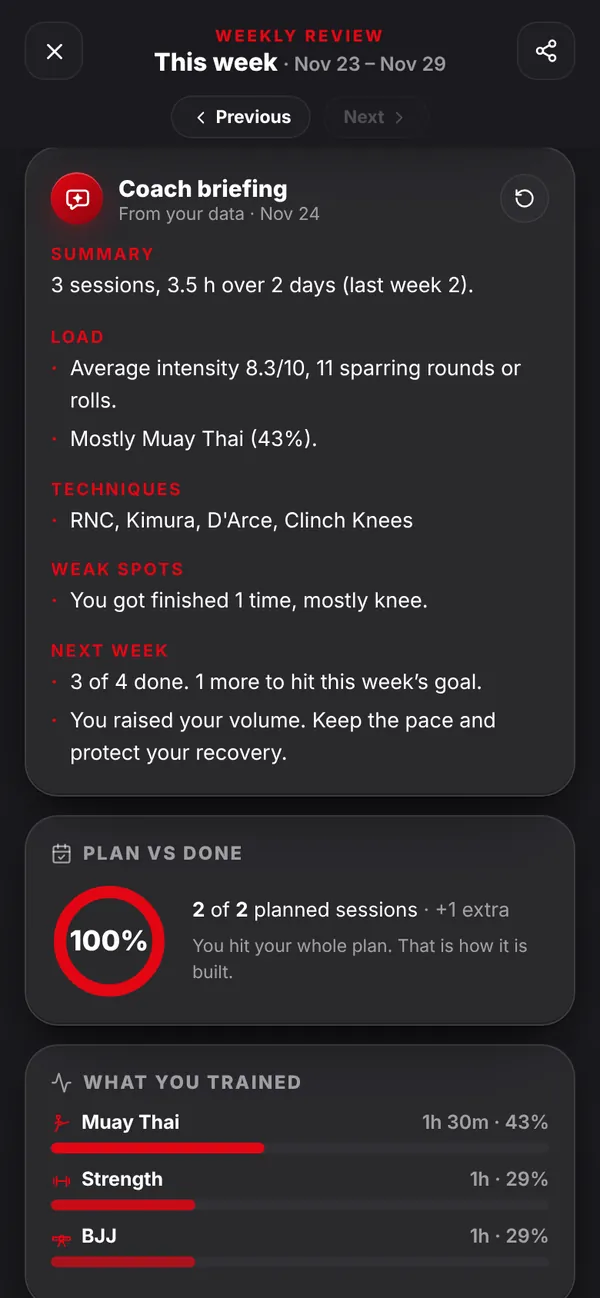 WEEKLY REVIEW
This week · Nov 23 – Nov 29
Previous
Next
Coach briefing
From your data · Nov 24
SUMMARY
3 sessions, 3.5 h over 2 days (last week 2).
LOAD
· Average intensity 8.3/10, 11 sparring rounds or
rolls.
· Mostly Muay Thai (43%).
TECHNIQUES
· RNC, Kimura, D'Arce, Clinch Knees
WEAK SPOTS
· You got finished 1 time, mostly knee.
NEXT WEEK
· 3 of 4 done. 1 more to hit this week’s goal.
· You raised your volume. Keep the pace and
protect your recovery.
PLAN VS DONE
100%
2 of 2 planned sessions · +1 extra
You hit your whole plan. That is how it is
built.
WHAT YOU TRAINED
Muay Thai 1h 30m · 43%
Strength 1h · 29%
BJJ 1h · 29%